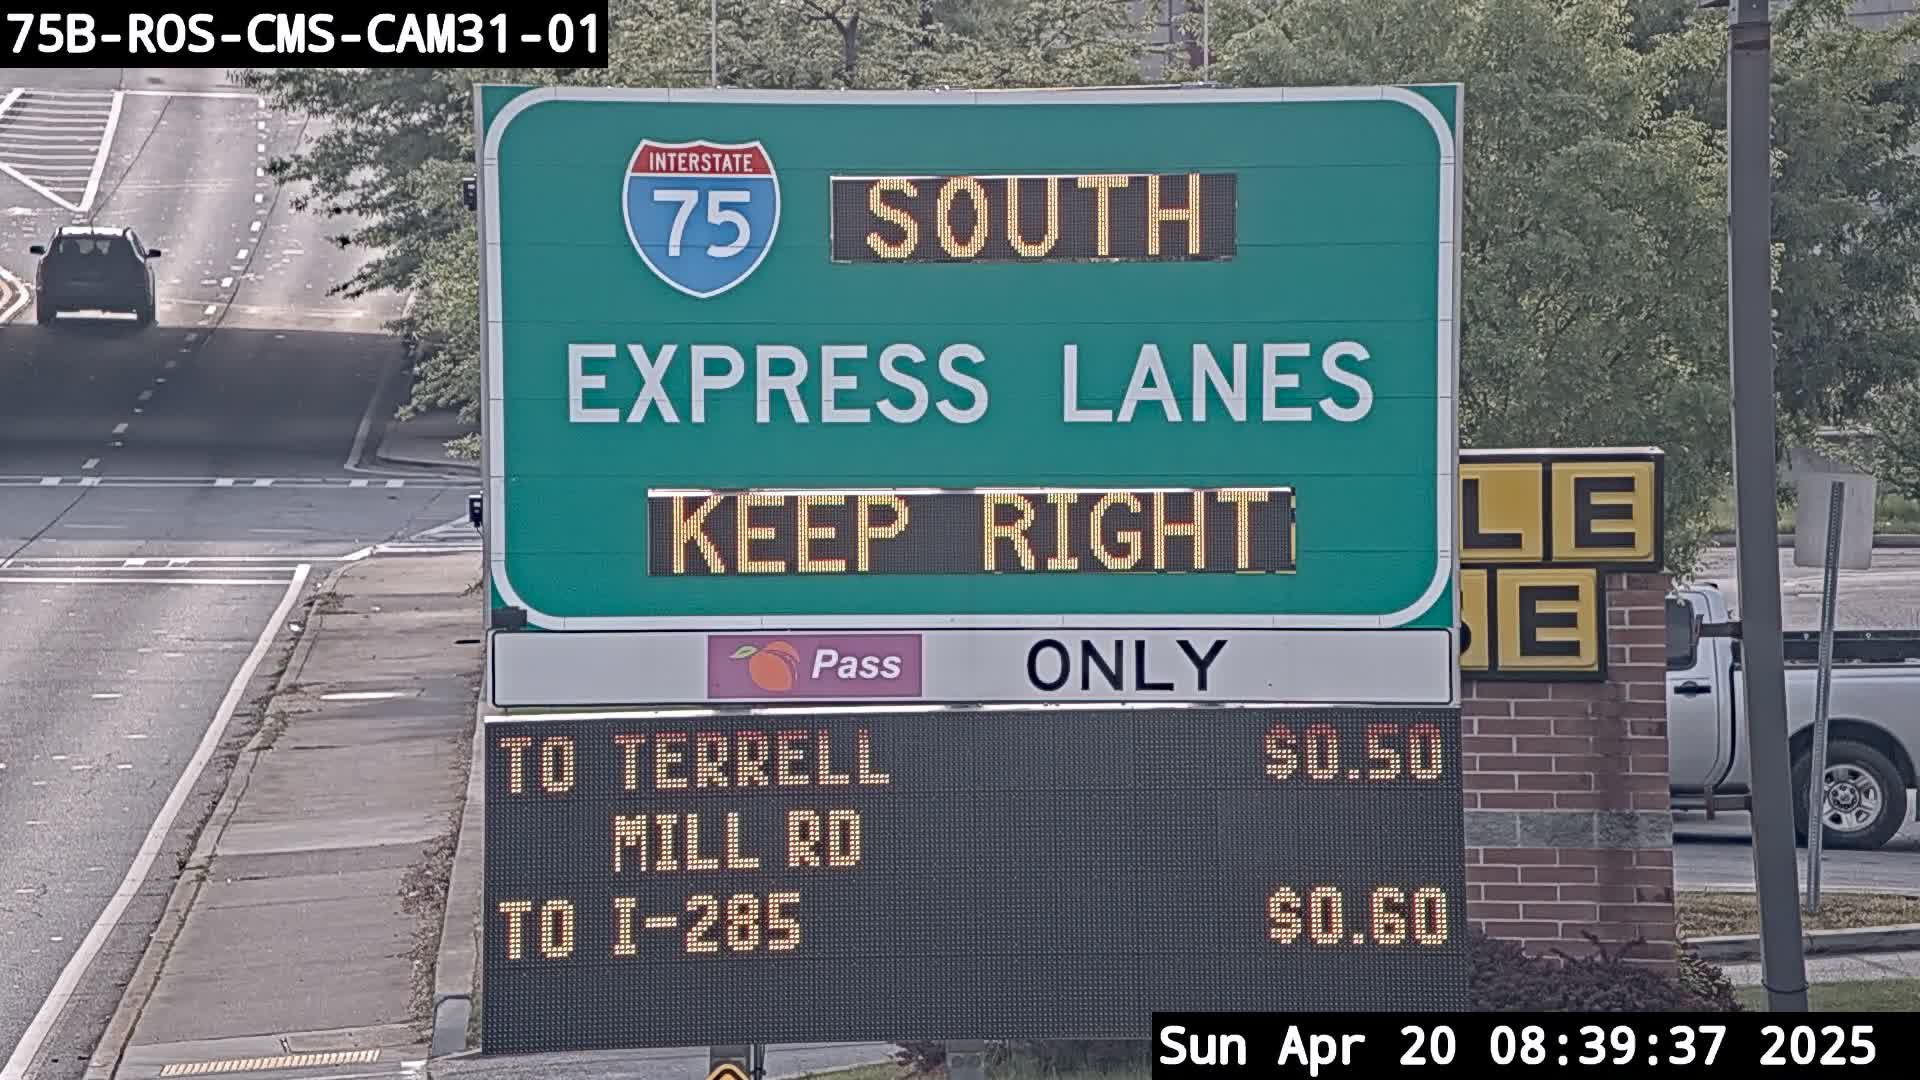 75B-ROS-CMS-CAM31-01
INTERSTATE
75
SOUTH
EXPRESS LANES
KEEP RIGHT
Pass ONLY
TO TERRELL $0.50
MILL RD
TO I-285 $0.60
LE
E
Sun Apr 20 08:39:37 2025